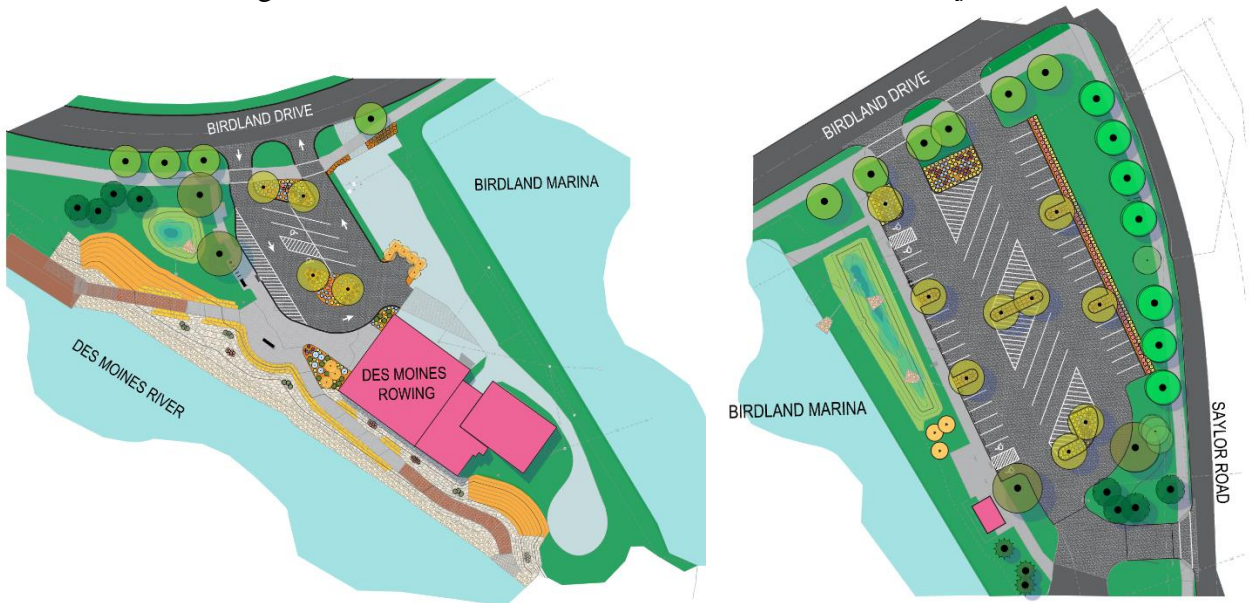 BIRDLAND DRIVE
BIRDLAND MARINA
DES MOINES RIVER
DES MOINES
ROWING
BIRDLAND DRIVE
BIRDLAND MARINA
SAYLOR ROAD